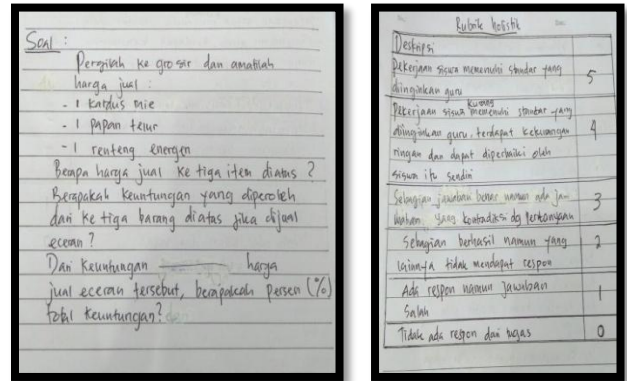 Soal :
Pergilah ke grosir dan amatilah
harga jual :
- 1 kardus mie
- 1 papan telur
- 1 renteng energen
Berapa harga jual ke tiga item diatas ?
Berapakah keuntungan yang diperoleh
dari ke tiga barang diatas jika dijual
eceran ?
Dari keuntungan harga
jual eceran tersebut, berapakah persen (%)
total keuntungan?
Rubrik holistik
Deskripsi
Pekerjaan siswa memenuhi standar yang
diinginkan guru
5
Pekerjaan siswa kurang memenuhi standar yang
diinginkan guru, terdapat kekurangan
ringan dan dapat diperbaiki oleh
siswa itu sendiri
4
Sebagian jawaban benar namun ada jawaban
yang kontradiksi dg pertanyaan
3
Sebagian berhasil namun yang
lainnya tidak mendapat respon
2
Ada respon namun jawaban
salah
1
Tidak ada respon dari tugas
0